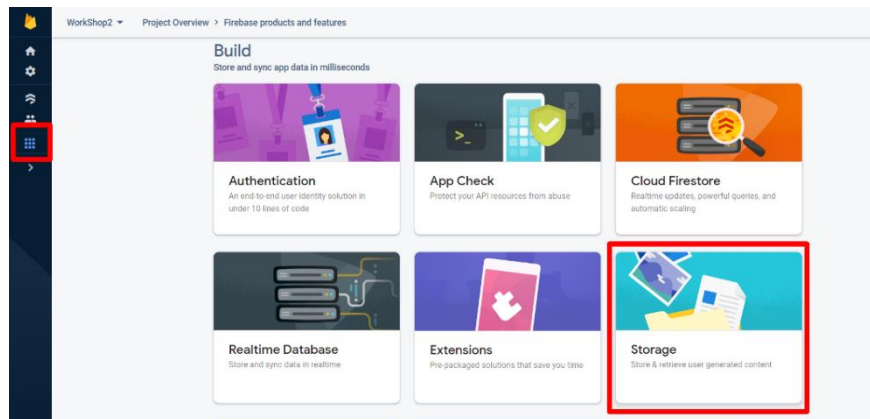 WorkShop2
Project Overview > Firebase products and features
Build
Store and sync app data in milliseconds
>_
Authentication
An end-to-end user identity solution in
under 10 lines of code
App Check
Protect your API resources from abuse
Cloud Firestore
Realtime updates, powerful queries, and
automatic scaling
Realtime Database
Store and sync data in realtime
Extensions
Pre-packaged solutions that save you time
Storage
Store & retrieve user generated content